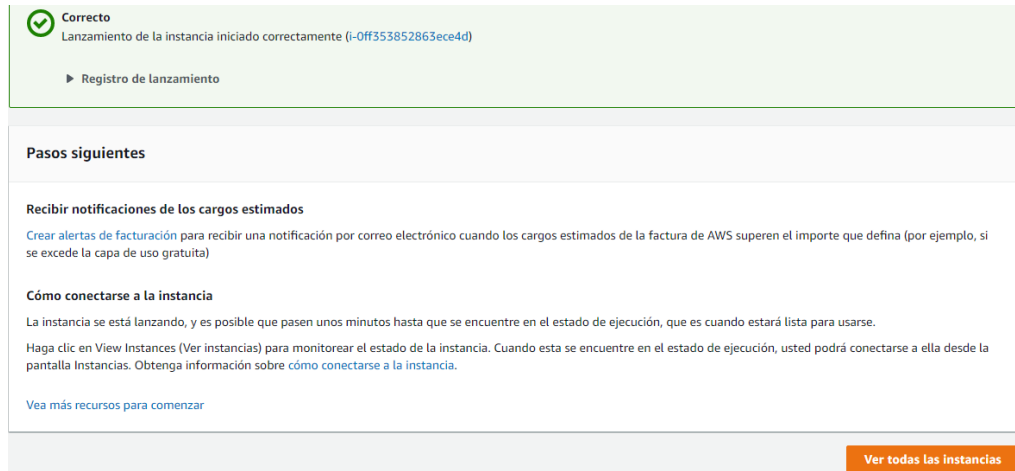 Correcto
Lanzamiento de la instancia iniciado correctamente (i-0ff353852863ece4d)
Registro de lanzamiento
Pasos siguientes
Recibir notificaciones de los cargos estimados
Crear alertas de facturación para recibir una notificación por correo electrónico cuando los cargos estimados de la factura de AWS superen el importe que defina (por ejemplo, si
se excede la capa de uso gratuita)
Cómo conectarse a la instancia
La instancia se está lanzando, y es posible que pasen unos minutos hasta que se encuentre en el estado de ejecución, que es cuando estará lista para usarse.
Haga clic en View Instances (Ver instancias) para monitorear el estado de la instancia. Cuando esta se encuentre en el estado de ejecución, usted podrá conectarse a ella desde la
pantalla Instancias. Obtenga información sobre cómo conectarse a la instancia.
Vea más recursos para comenzar
Ver todas las instancias